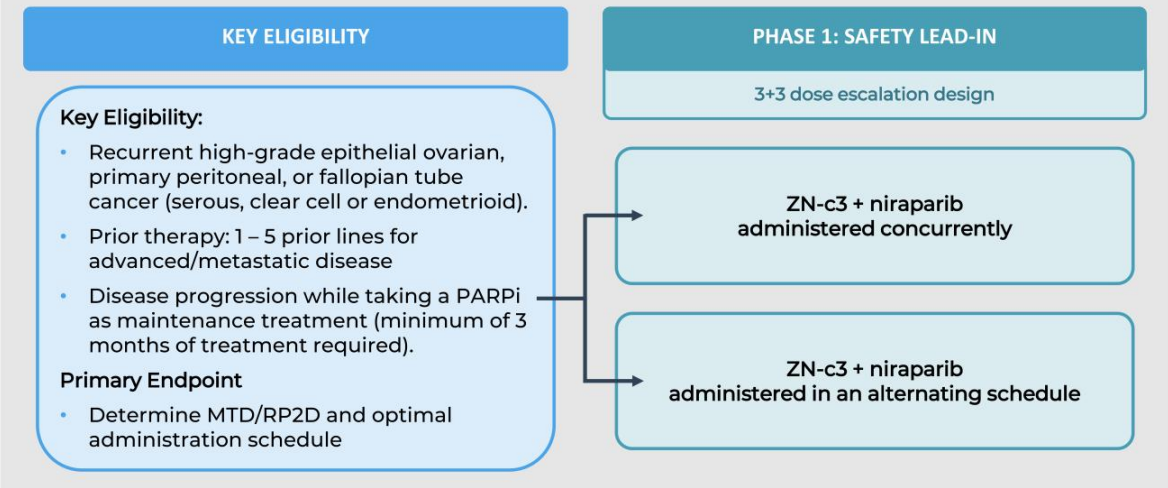 KEY ELIGIBILITY
Key Eligibility:
• Recurrent high-grade epithelial ovarian,
primary peritoneal, or fallopian tube
cancer (serous, clear cell or endometrioid).
• Prior therapy: 1 – 5 prior lines for
advanced/metastatic disease
• Disease progression while taking a PARPi
as maintenance treatment (minimum of 3
months of treatment required).
Primary Endpoint
• Determine MTD/RP2D and optimal
administration schedule
PHASE 1: SAFETY LEAD-IN
3+3 dose escalation design
ZN-c3 + niraparib
administered concurrently
ZN-c3 + niraparib
administered in an alternating schedule